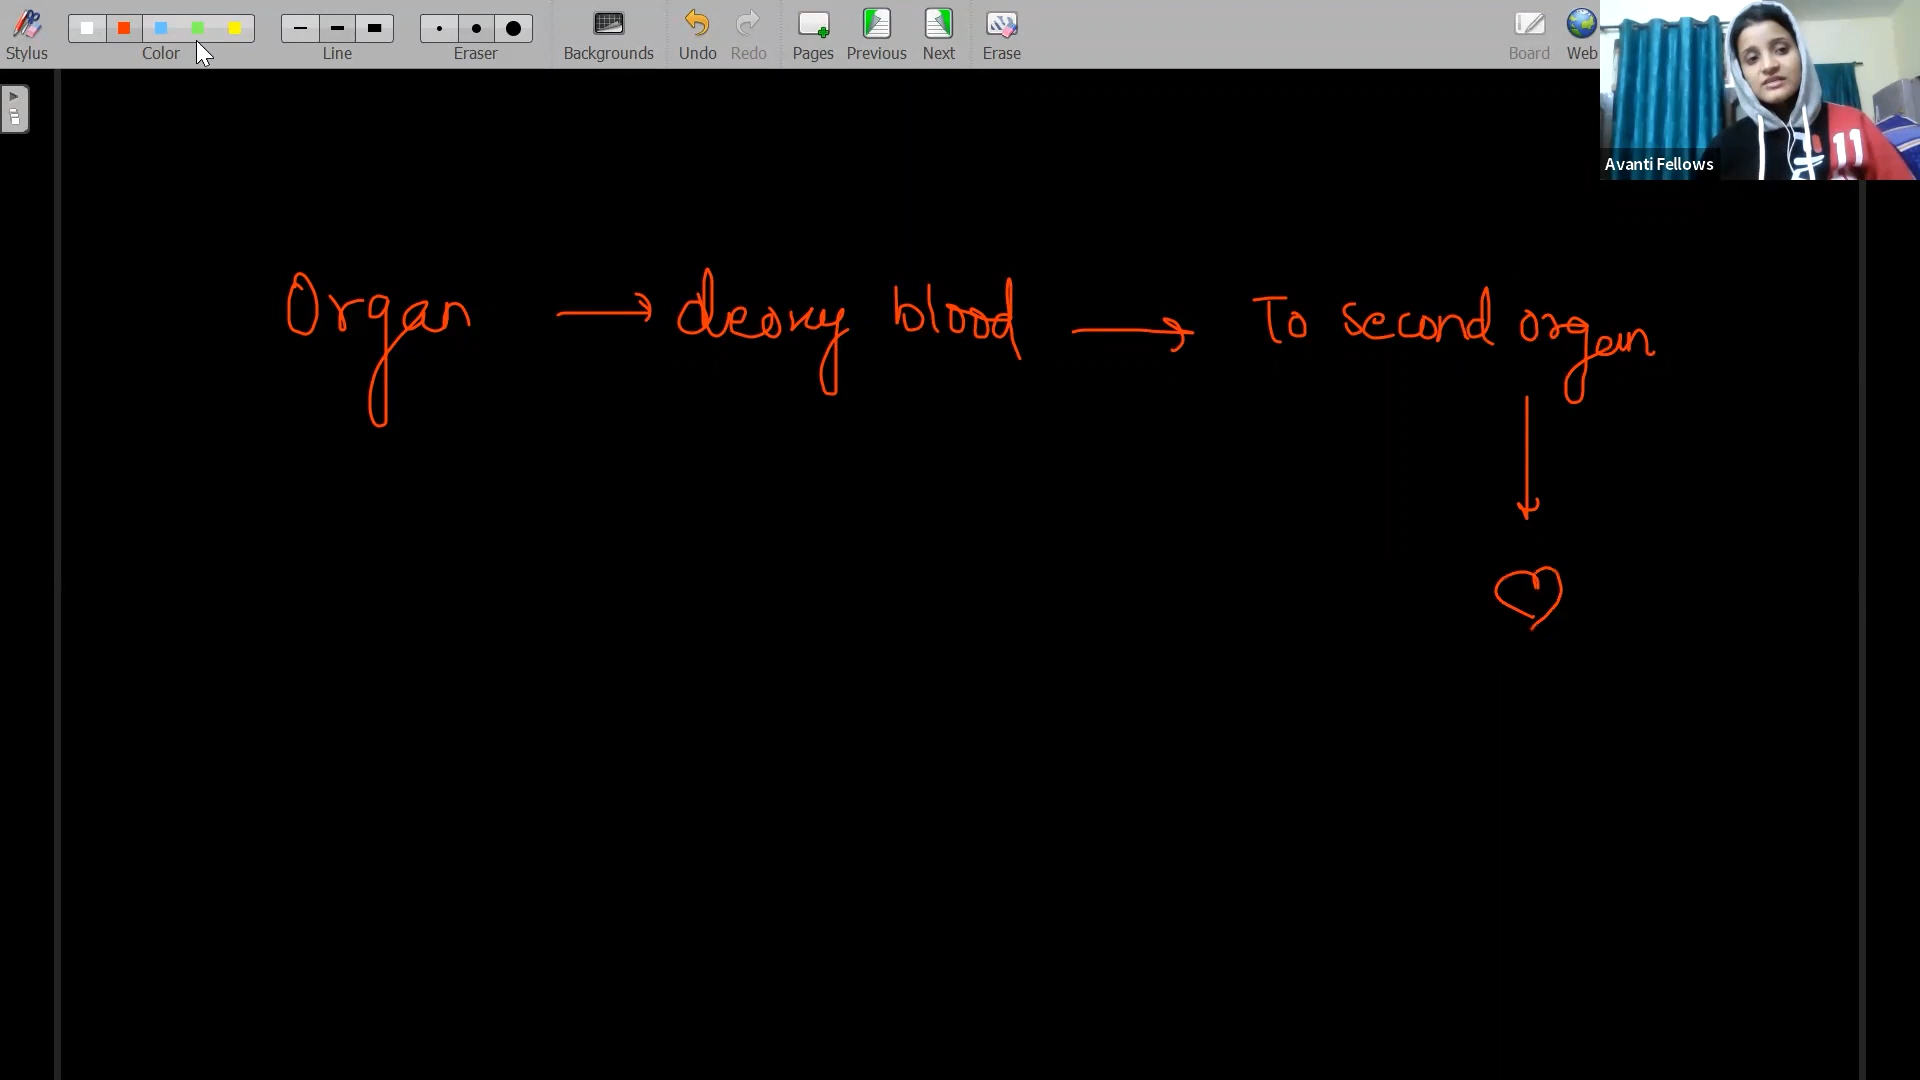 Stylus Color Line Eraser Backgrounds Undo Redo Pages Previous Next Erase Board Web
11
Avanti Fellows
Organ → deoxy blood → To second organ